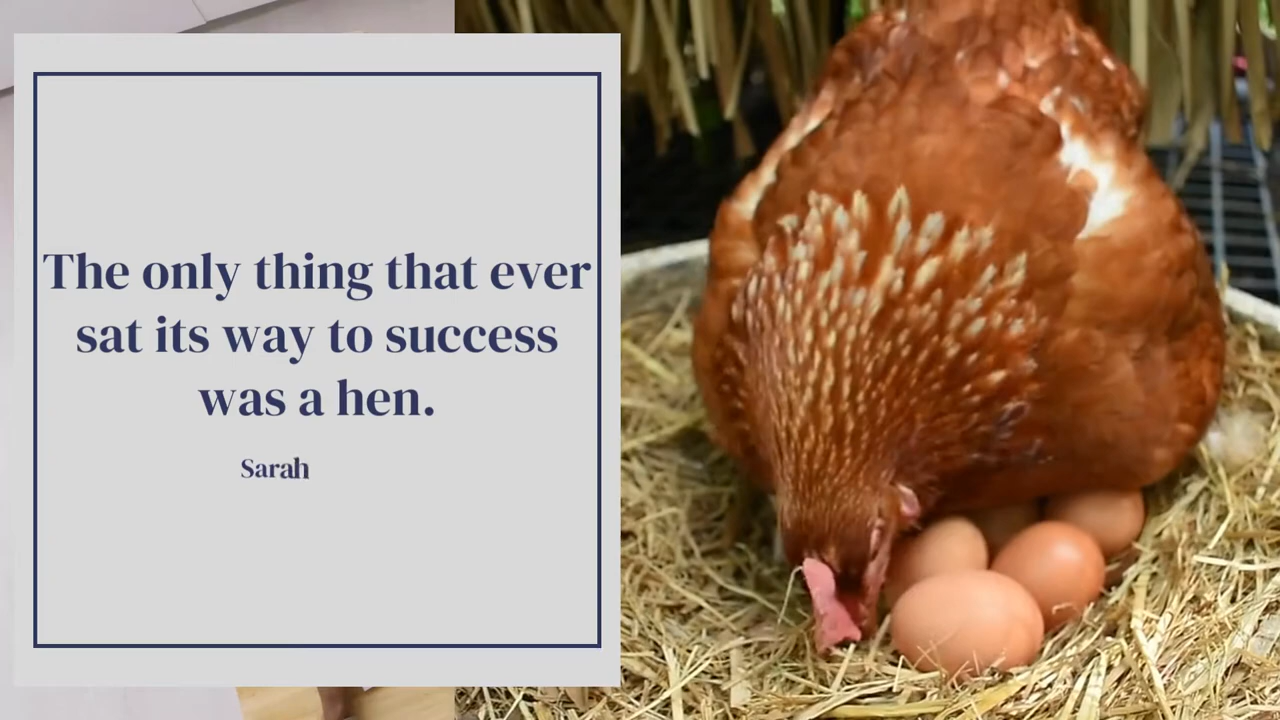 The only thing that ever
sat its way to success
was a hen.
Sarah